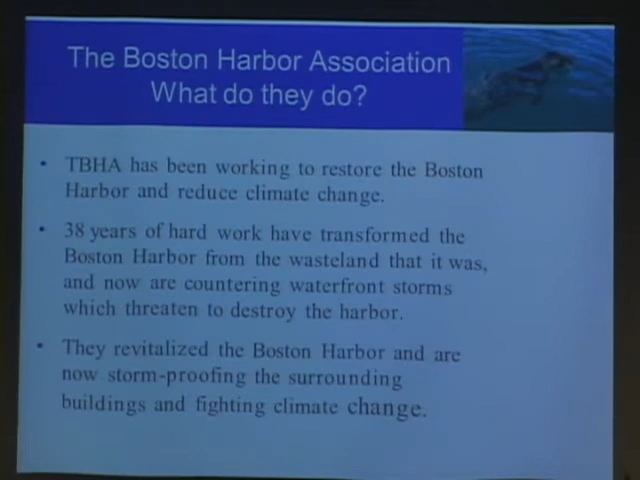 The Boston Harbor Association
What do they do?
• TBHA has been working to restore the Boston
Harbor and reduce climate change.
• 38 years of hard work have transformed the
Boston Harbor from the wasteland that it was,
and now are countering waterfront storms
which threaten to destroy the harbor.
• They revitalized the Boston Harbor and are
now storm-proofing the surrounding
buildings and fighting climate change.